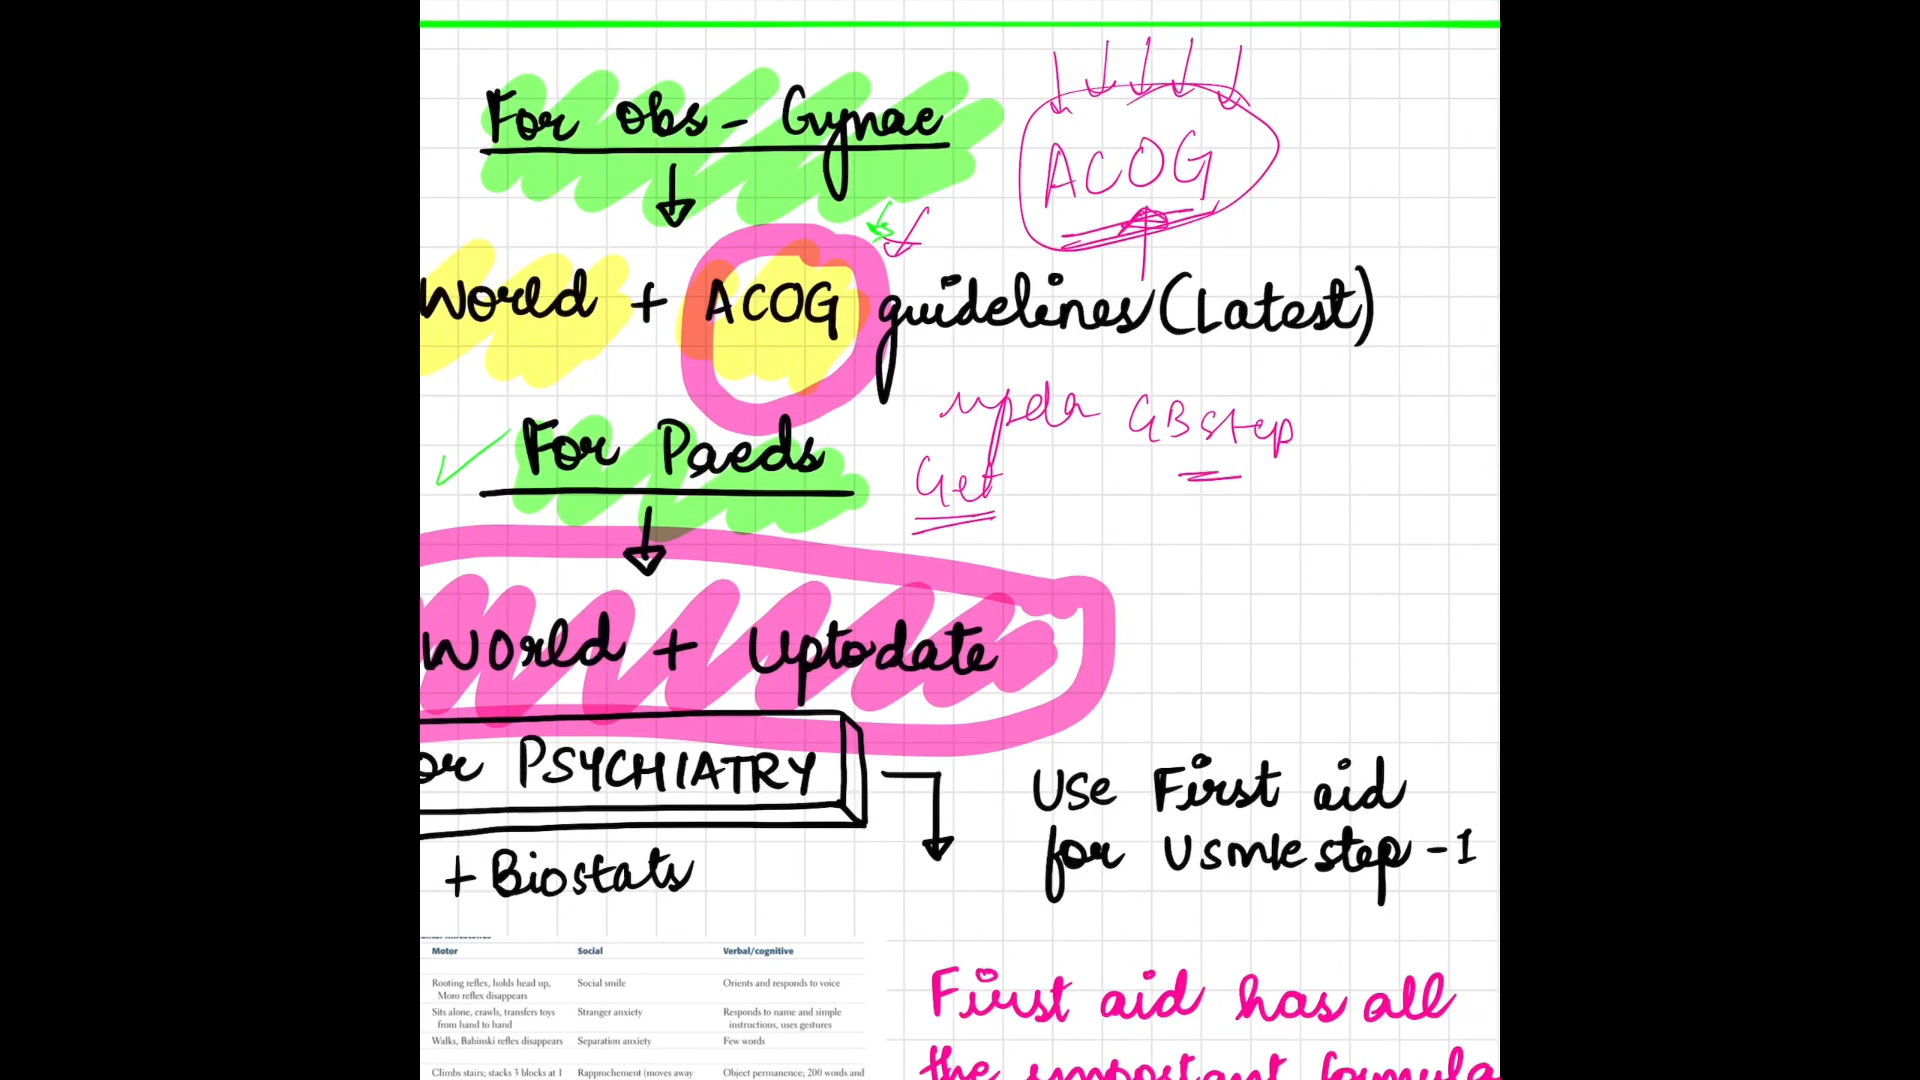 For Obs - Gynae
ACOG
World + ACOG guidelines (Latest)
GB step
Get
For Paeds
World + Uptodate
or PSYCHIATRY
+ Biostats
Use First aid
for Usmle step - 1
Motor Social Verbal/cognitive
Rooting reflex, holds head up, Moro reflex disappears Social smile Orients and responds to voice
Sits alone, crawls, transfers toys from hand to hand Stranger anxiety Responds to name and simple instructions, uses gestures
Walks, Babinski reflex disappears Separation anxiety Few words
Climbs stairs; stacks 3 blocks at 1 Rapprochement (moves away Object permanence; 200 words and
First aid has all
the important formula